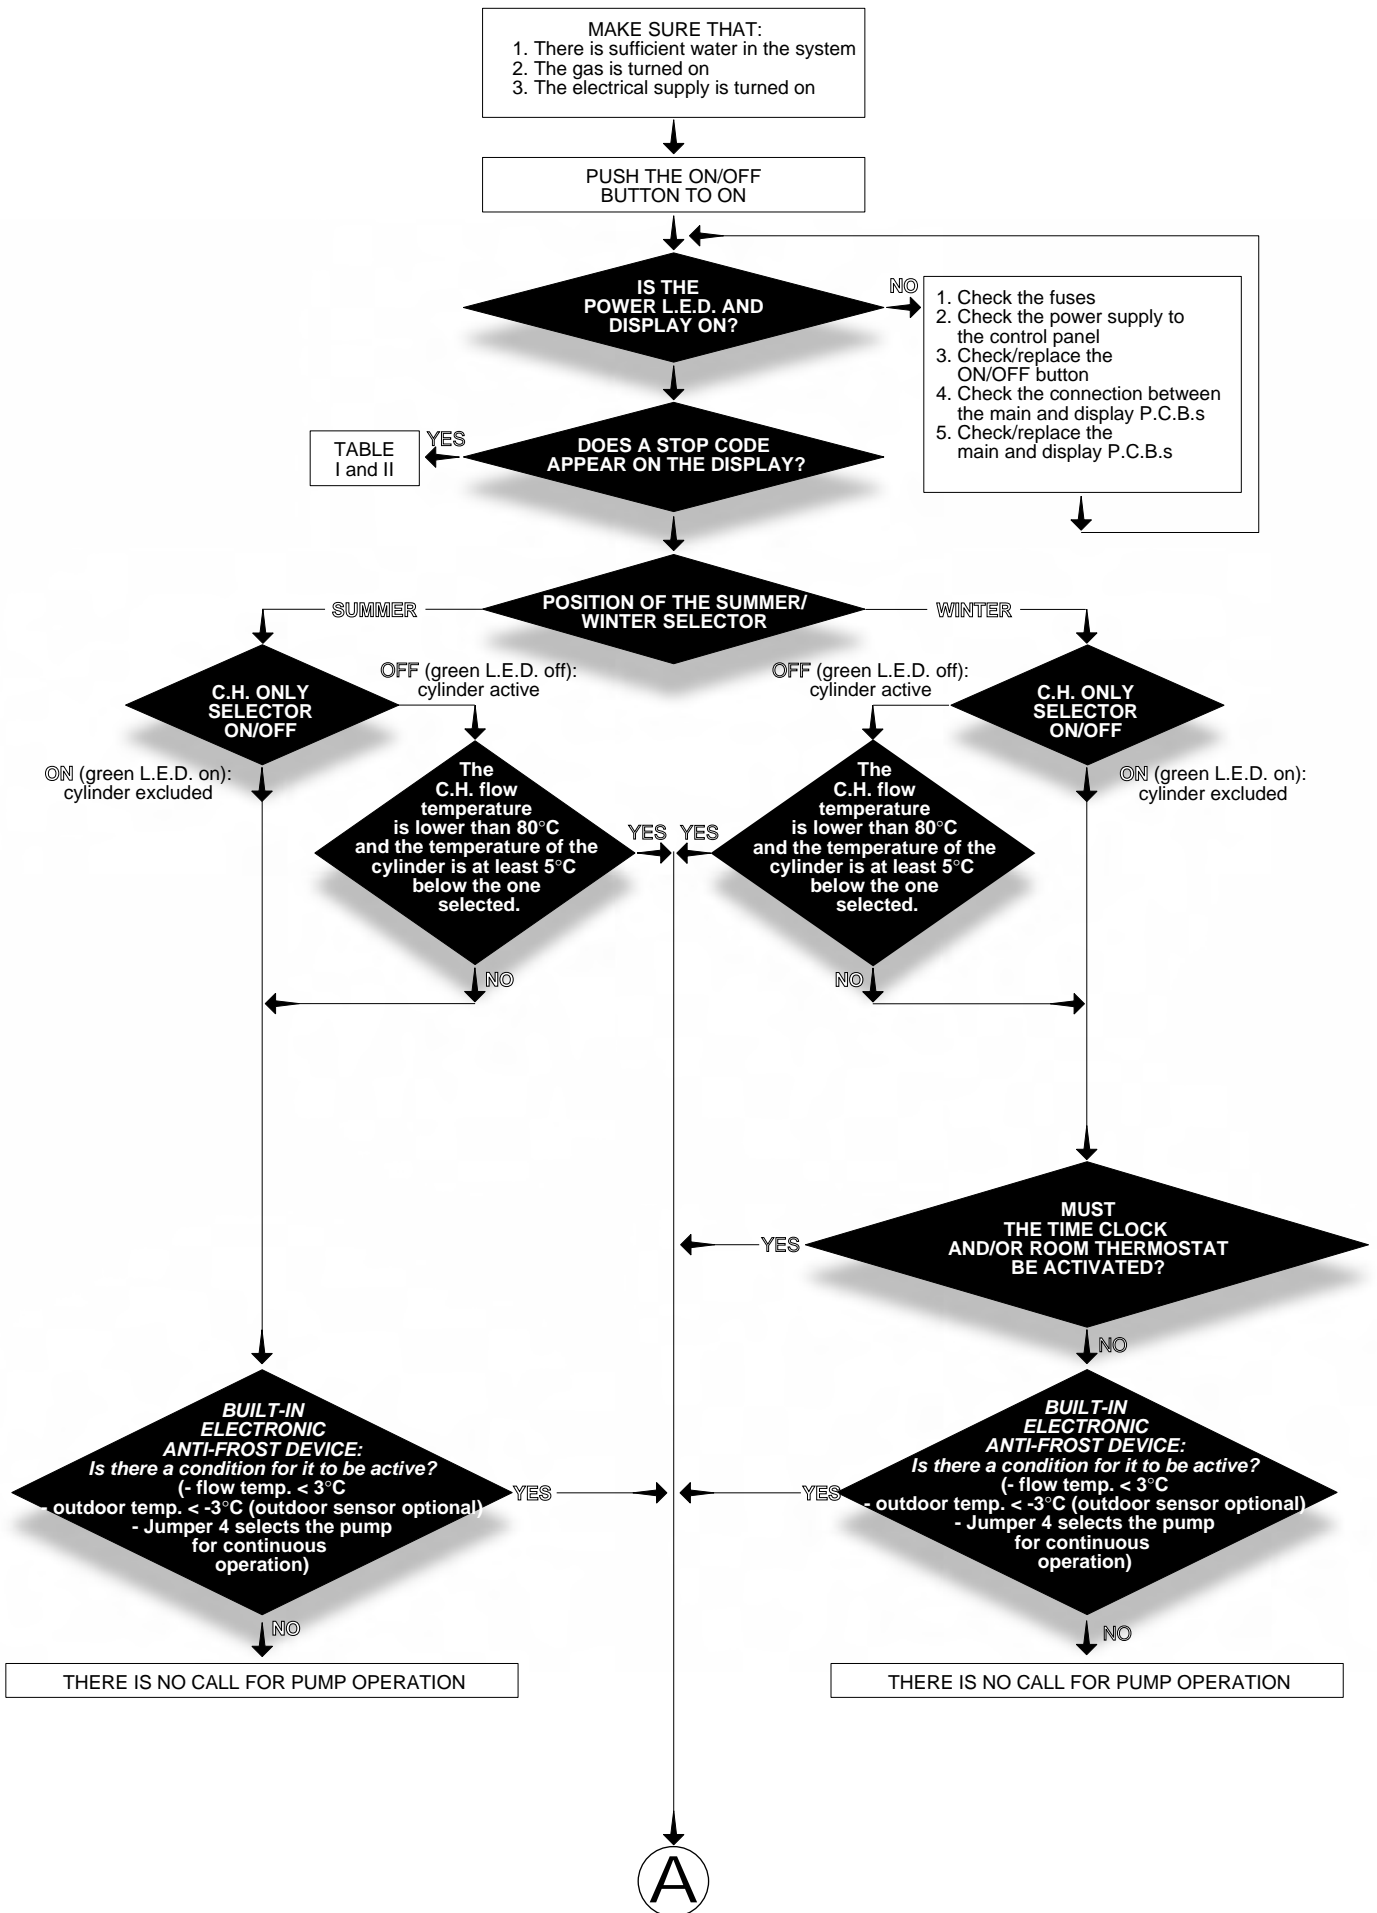 MAKE SURE THAT:
1. There is sufficient water in the system
2. The gas is turned on
3. The electrical supply is turned on
PUSH THE ON/OFF
BUTTON TO ON
IS THE
POWER L.E.D. AND
DISPLAY ON?
NO
1. Check the fuses
2. Check the power supply to
the control panel
3. Check/replace the
ON/OFF button
4. Check the connection between
the main and display P.C.B.s
5. Check/replace the
main and display P.C.B.s
DOES A STOP CODE
APPEAR ON THE DISPLAY?
YES
TABLE
I and II
POSITION OF THE SUMMER/
WINTER SELECTOR
SUMMER
WINTER
C.H. ONLY
SELECTOR
ON/OFF
OFF (green L.E.D. off):
cylinder active
OFF (green L.E.D. off):
cylinder active
C.H. ONLY
SELECTOR
ON/OFF
ON (green L.E.D. on):
cylinder excluded
The
C.H. flow
temperature
is lower than 80°C
and the temperature of the
cylinder is at least 5°C
below the one
selected.
YES
YES
The
C.H. flow
temperature
is lower than 80°C
and the temperature of the
cylinder is at least 5°C
below the one
selected.
ON (green L.E.D. on):
cylinder excluded
NO
NO
MUST
THE TIME CLOCK
AND/OR ROOM THERMOSTAT
BE ACTIVATED?
YES
NO
BUILT-IN
ELECTRONIC
ANTI-FROST DEVICE:
Is there a condition for it to be active?
(- flow temp. < 3°C
- outdoor temp. < -3°C (outdoor sensor optional)
- Jumper 4 selects the pump
for continuous
operation)
YES
YES
BUILT-IN
ELECTRONIC
ANTI-FROST DEVICE:
Is there a condition for it to be active?
(- flow temp. < 3°C
- outdoor temp. < -3°C (outdoor sensor optional)
- Jumper 4 selects the pump
for continuous
operation)
NO
NO
THERE IS NO CALL FOR PUMP OPERATION
THERE IS NO CALL FOR PUMP OPERATION
A